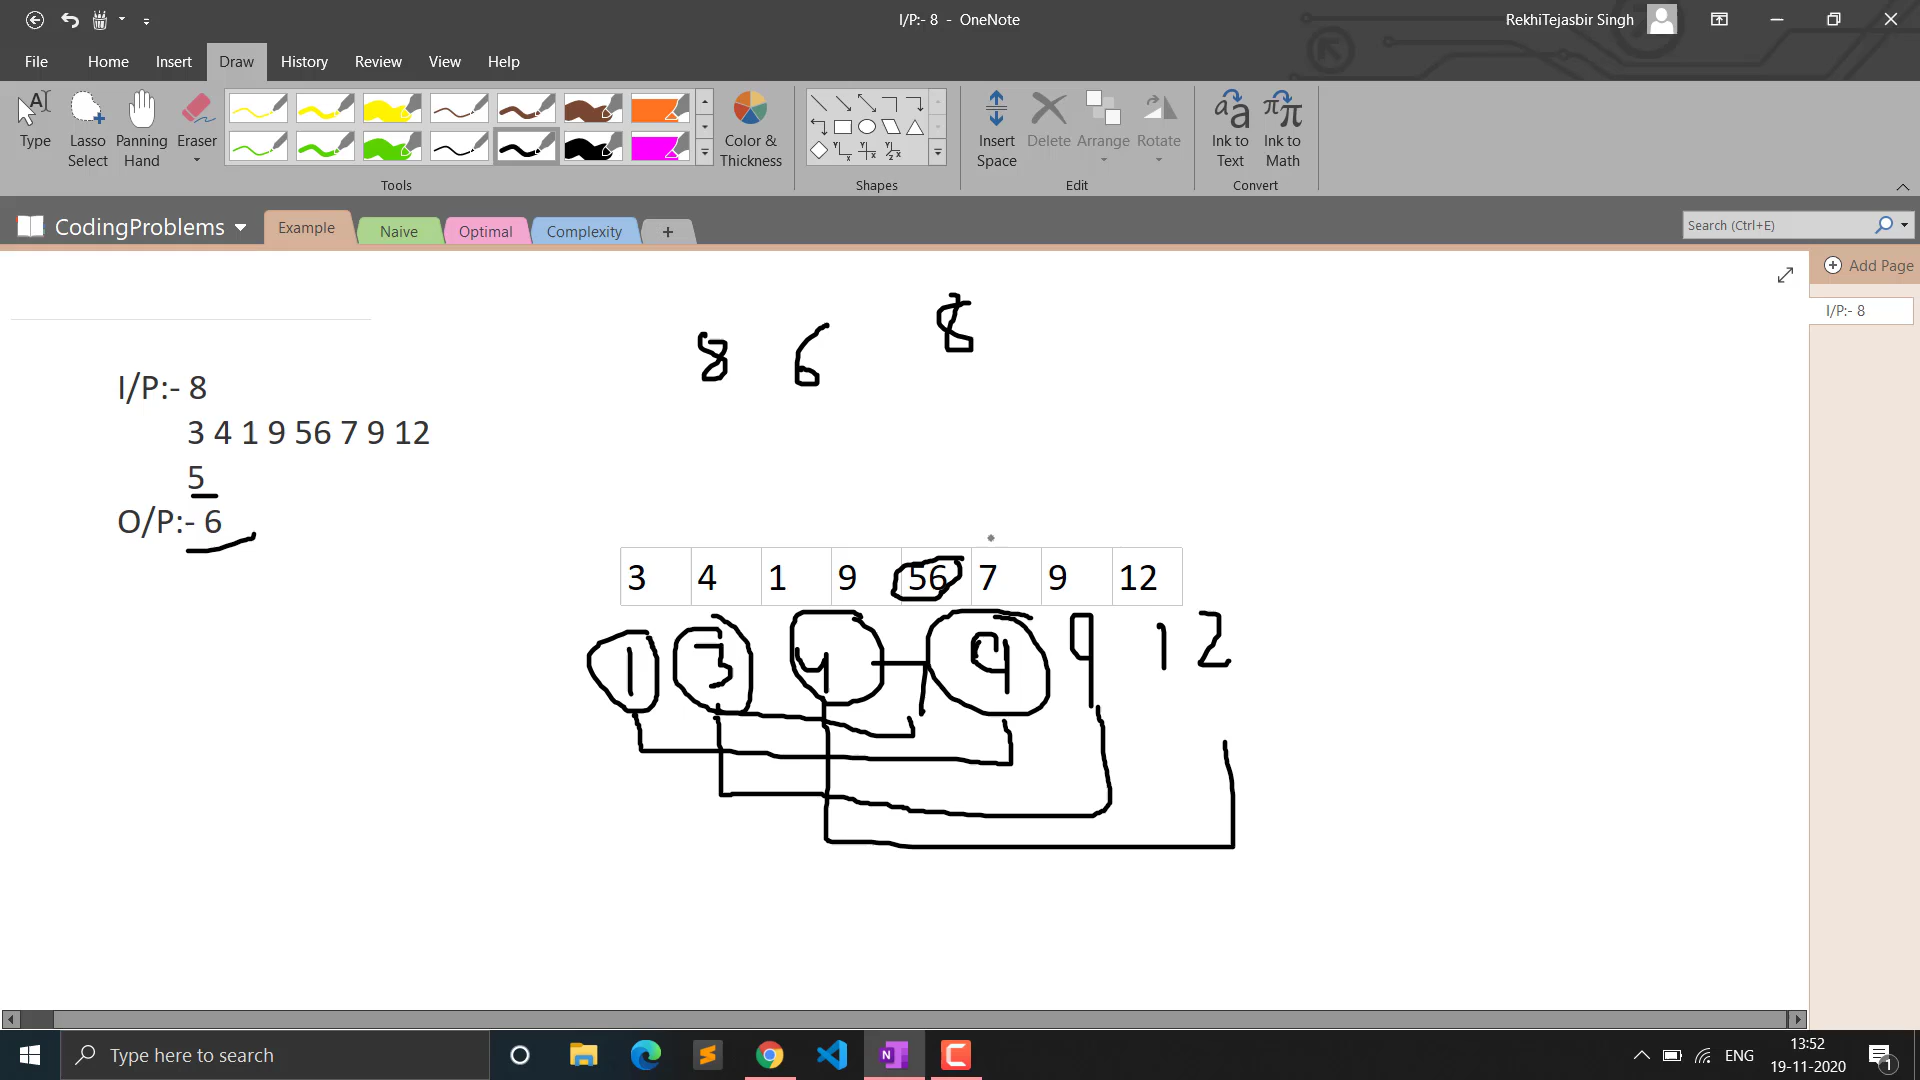 I/P:- 8 - OneNote
RekhiTejasbir Singh
File Home Insert Draw History Review View Help
Type
Lasso Select
Panning Hand
Eraser
Color & Thickness
Insert Space
Delete
Arrange
Rotate
Ink to Text
Ink to Math
Tools Shapes Edit Convert
CodingProblems Example Naive Optimal Complexity +
Search (Ctrl+E)
Add Page
I/P:- 8
8 6 8
I/P:- 8
3 4 1 9 56 7 9 12
5
O/P:- 6
3 4 1 9 56 7 9 12
1 3 4 9 9 12
Type here to search
ENG
13:52
19-11-2020
1